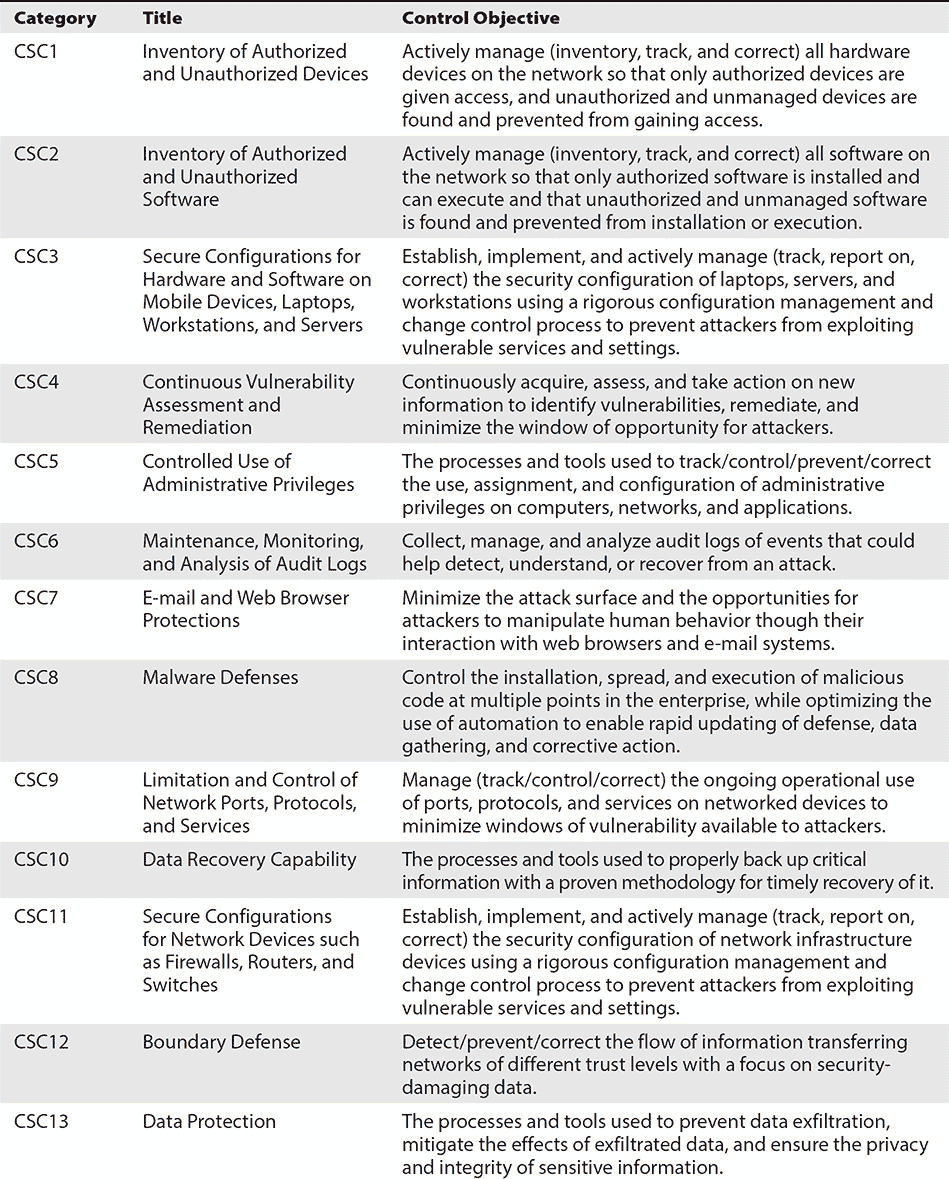 Category Title Control Objective
CSC1 Inventory of Authorized Actively manage (inventory, track, and correct) all hardware
and Unauthorized Devices devices on the network so that only authorized devices are
given access, and unauthorized and unmanaged devices are
found and prevented from gaining access.
CSC2 Inventory of Authorized Actively manage (inventory, track, and correct) all software on
and Unauthorized the network so that only authorized software is installed and
Software can execute and that unauthorized and unmanaged software
is found and prevented from installation or execution.
CSC3 Secure Configurations for Establish, implement, and actively manage (track, report on,
Hardware and Software on correct) the security configuration of laptops, servers, and
Mobile Devices, Laptops, workstations using a rigorous configuration management and
Workstations, and Servers change control process to prevent attackers from exploiting
vulnerable services and settings.
CSC4 Continuous Vulnerability Continuously acquire, assess, and take action on new
Assessment and information to identify vulnerabilities, remediate, and
Remediation minimize the window of opportunity for attackers.
CSC5 Controlled Use of The processes and tools used to track/control/prevent/correct
Administrative Privileges the use, assignment, and configuration of administrative
privileges on computers, networks, and applications.
CSC6 Maintenance, Monitoring, Collect, manage, and analyze audit logs of events that could
and Analysis of Audit Logs help detect, understand, or recover from an attack.
CSC7 E-mail and Web Browser Minimize the attack surface and the opportunities for
Protections attackers to manipulate human behavior though their
interaction with web browsers and e-mail systems.
CSC8 Malware Defenses Control the installation, spread, and execution of malicious
code at multiple points in the enterprise, while optimizing the
use of automation to enable rapid updating of defense, data
gathering, and corrective action.
CSC9 Limitation and Control of Manage (track/control/correct) the ongoing operational use
Network Ports, Protocols, of ports, protocols, and services on networked devices to
and Services minimize windows of vulnerability available to attackers.
CSC10 Data Recovery Capability The processes and tools used to properly back up critical
information with a proven methodology for timely recovery of it.
CSC11 Secure Configurations Establish, implement, and actively manage (track, report on,
for Network Devices such correct) the security configuration of network infrastructure
as Firewalls, Routers, and devices using a rigorous configuration management and
Switches change control process to prevent attackers from exploiting
vulnerable services and settings.
CSC12 Boundary Defense Detect/prevent/correct the flow of information transferring
networks of different trust levels with a focus on security-
damaging data.
CSC13 Data Protection The processes and tools used to prevent data exfiltration,
mitigate the effects of exfiltrated data, and ensure the privacy
and integrity of sensitive information.